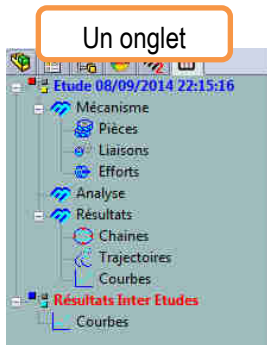 Un onglet
Etude 08/09/2014 22:15:16
Mécanisme
Pièces
Liaisons
Efforts
Analyse
Résultats
Chaines
Trajectoires
Courbes
Résultats Inter Etudes
Courbes